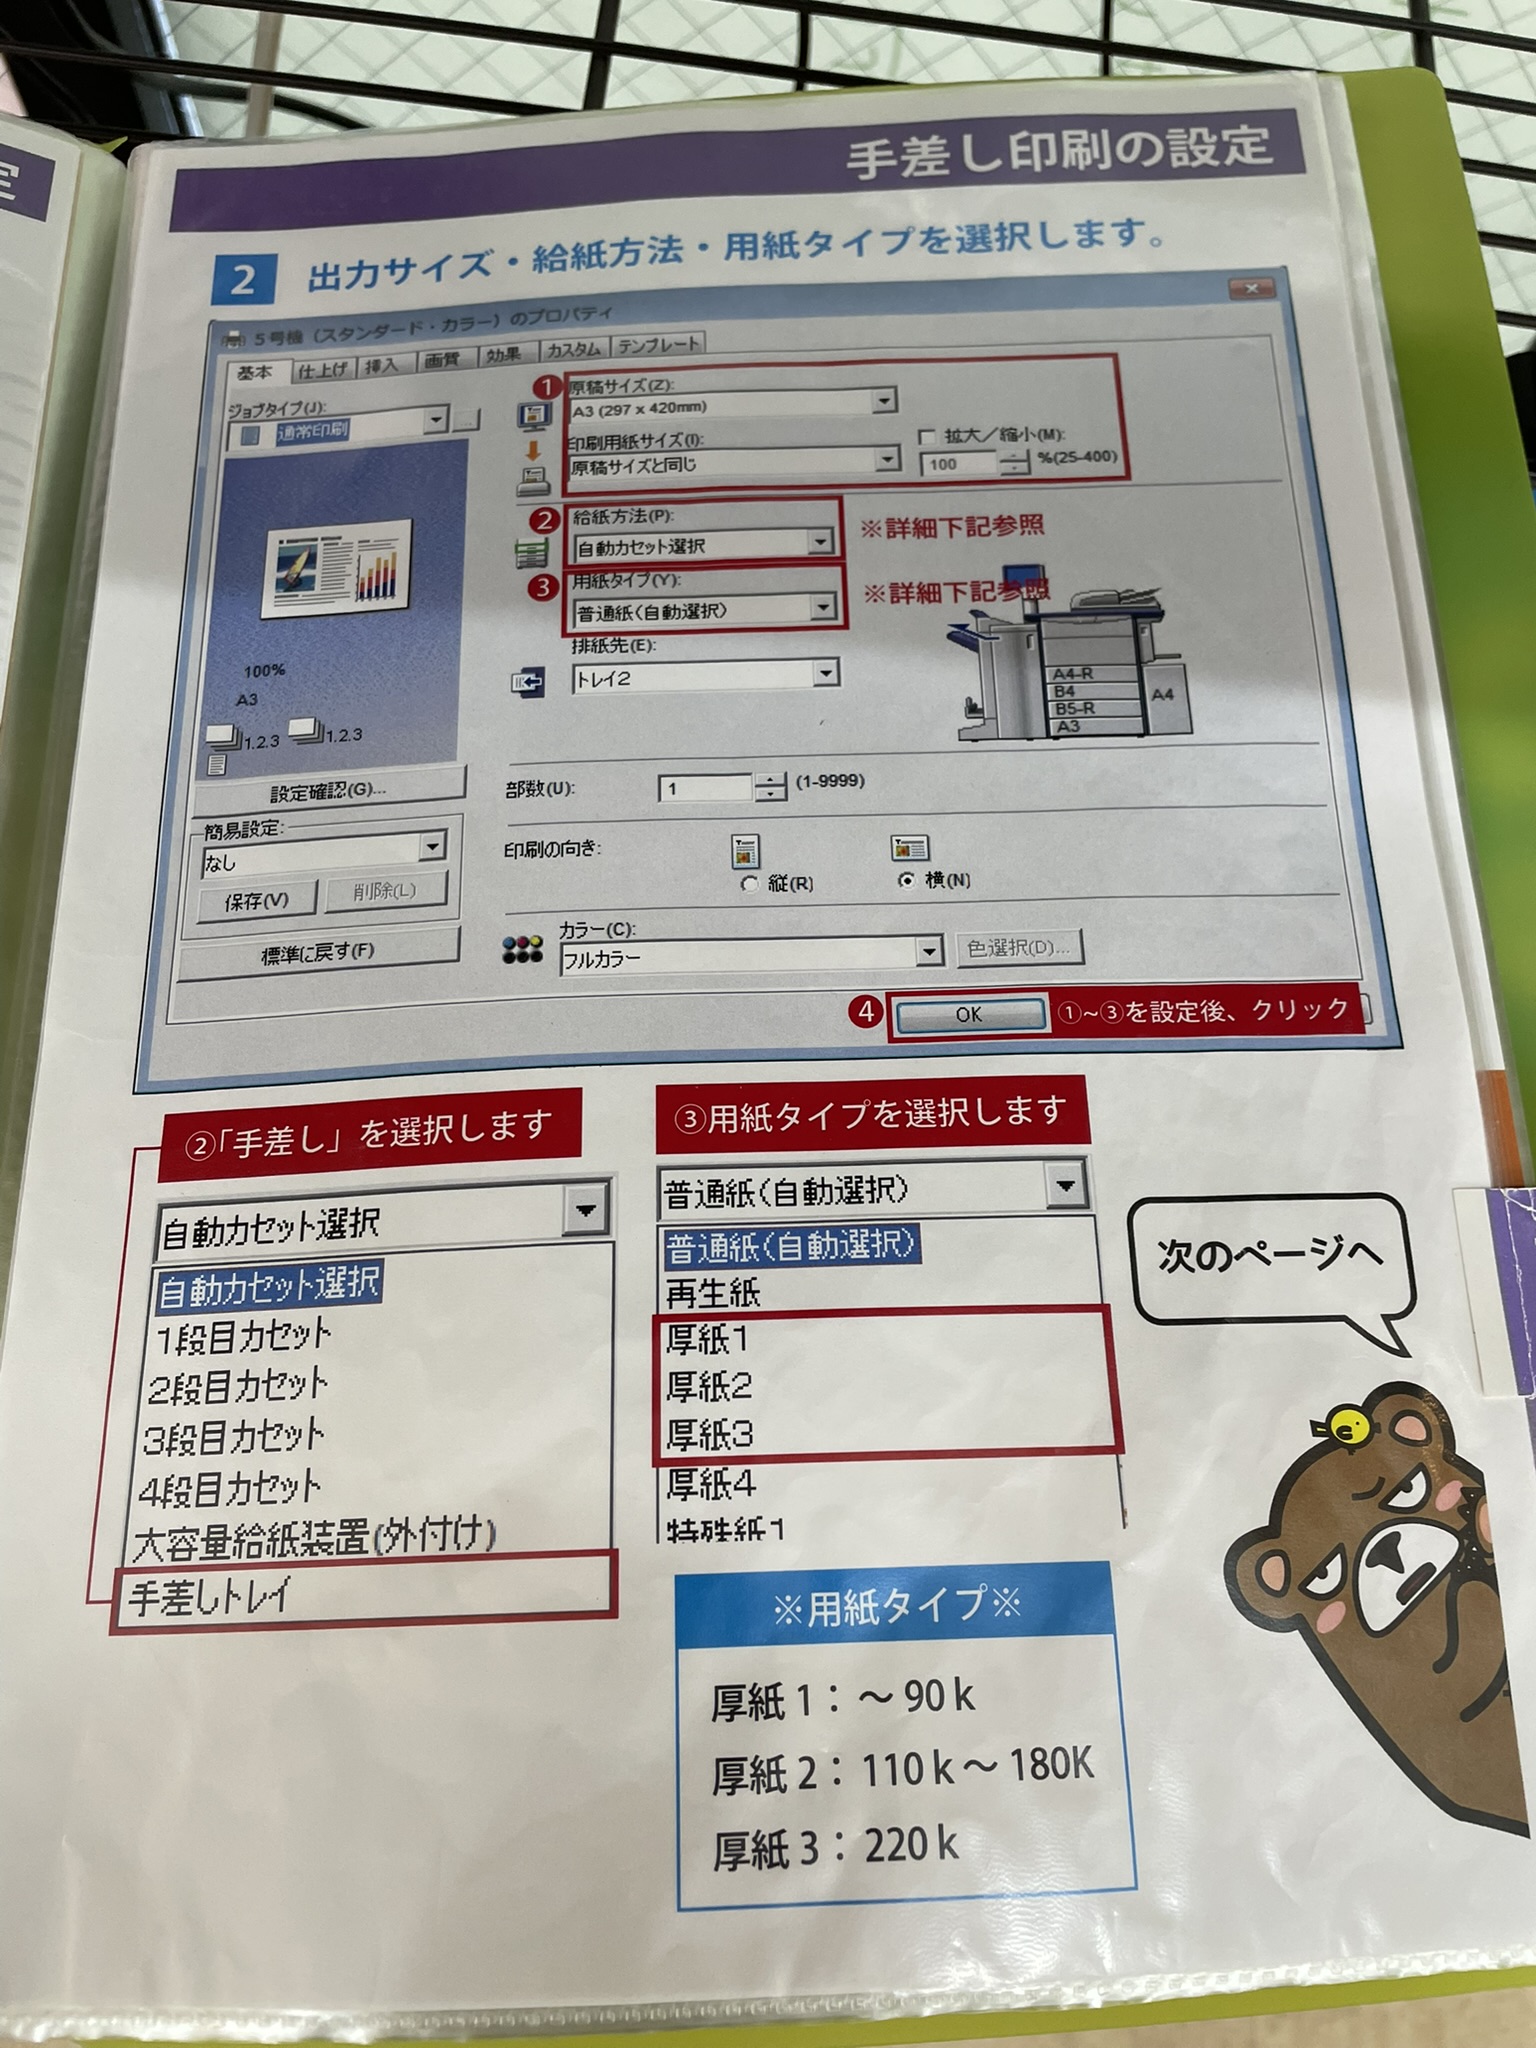 定
手差し印刷の設定
2 出力サイズ・給紙方法・用紙タイプを選択します。
5号機（スタンダード・カラー）のプロパティ
基本 仕上げ 挿入 画質 効果 カスタム テンプレート
ジョブタイプ(J):
通常印刷
...
❶ 原稿サイズ(Z):
A3 (297 x 420mm)
印刷用紙サイズ(I):
原稿サイズと同じ
拡大／縮小(M):
100 %(25-400)
❷ 給紙方法(P):
自動カセット選択
※詳細下記参照
❸ 用紙タイプ(Y):
普通紙(自動選択)
※詳細下記参照
排紙先(E):
トレイ2
A4-R
B4
B5-R
A3
A4
100%
A3
1.2.3 1.2.3
設定確認(G)...
簡易設定:
なし
保存(V) 削除(L)
標準に戻す(F)
部数(U): 1 (1-9999)
印刷の向き:
縦(R) 横(N)
カラー(C):
フルカラー 色選択(D)...
❹ OK ①~③を設定後、クリック
②「手差し」を選択します
自動カセット選択
自動カセット選択
1段目カセット
2段目カセット
3段目カセット
4段目カセット
大容量給紙装置(外付け)
手差しトレイ
③用紙タイプを選択します
普通紙(自動選択)
普通紙(自動選択)
再生紙
厚紙1
厚紙2
厚紙3
厚紙4
特殊紙1
次のページへ
※用紙タイプ※
厚紙 1：～ 90 k
厚紙 2：110 k ～ 180K
厚紙 3：220 k